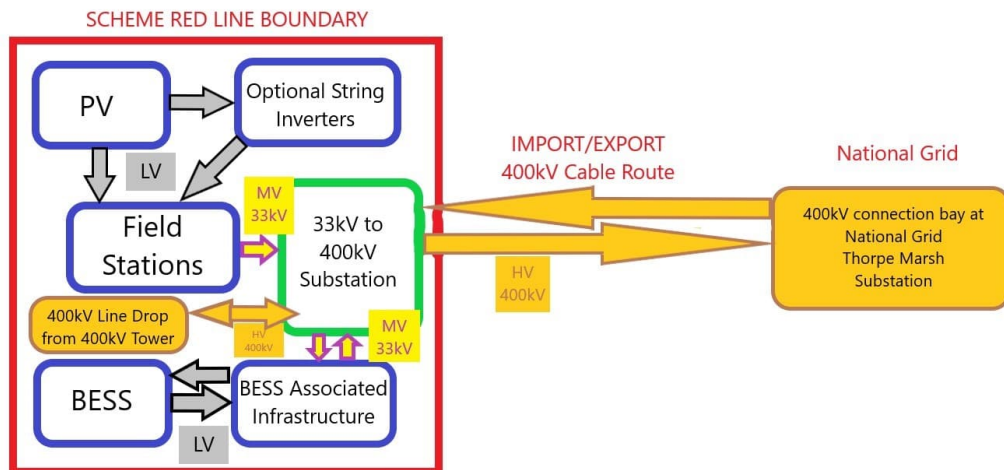 SCHEME RED LINE BOUNDARY
PV
Optional String
Inverters
LV
MV
33kV
Field
Stations
33kV to
400kV
Substation
IMPORT/EXPORT
400kV Cable Route
National Grid
400kV connection bay at
National Grid
Thorpe Marsh
Substation
HV
400kV
400kV Line Drop
from 400kV Tower
HV
400kV
MV
33kV
BESS
BESS Associated
Infrastructure
LV